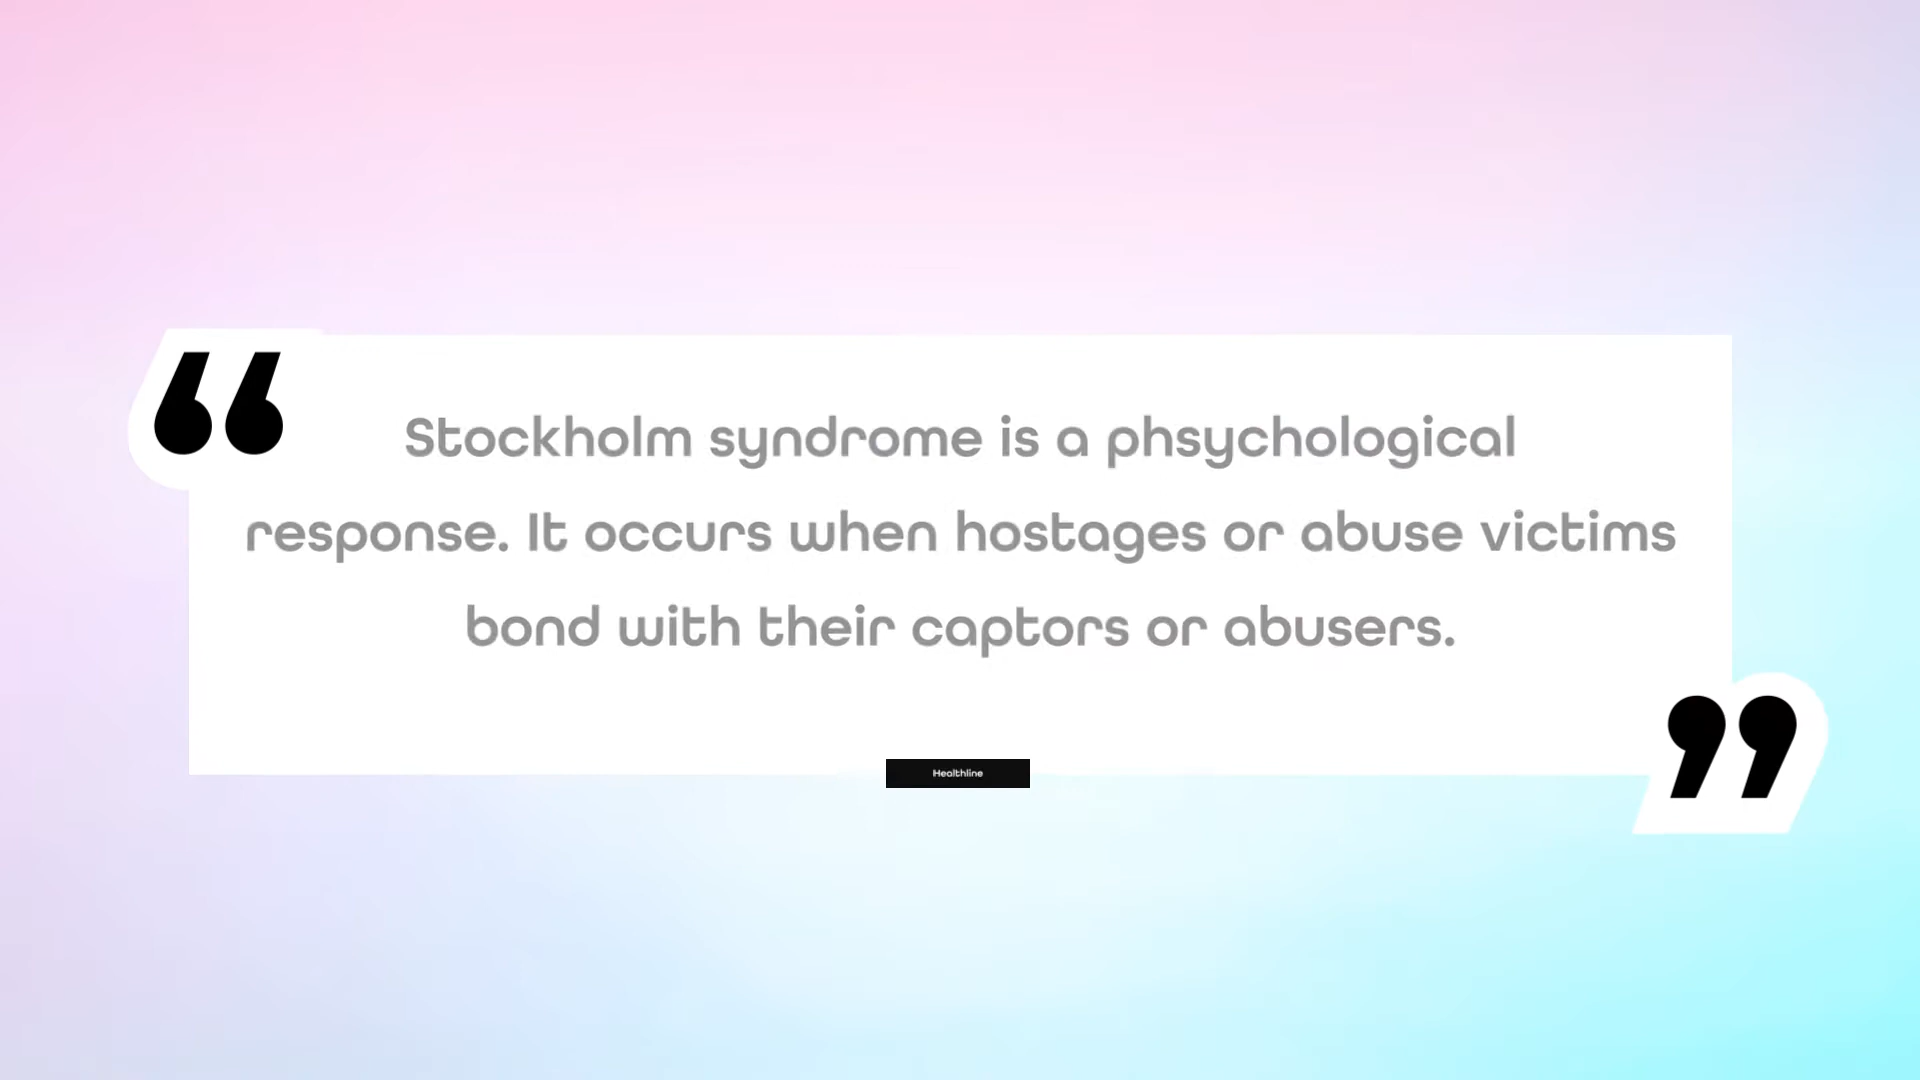 “
Stockholm syndrome is a phsychological
response. It occurs when hostages or abuse victims
bond with their captors or abusers.
”
Healthline